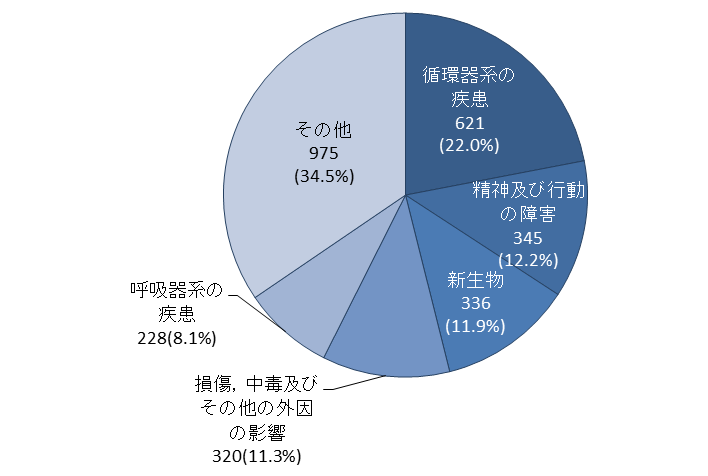 循環器系の
疾患
621
(22.0%)
精神及び行動
の障害
345
(12.2%)
新生物
336
(11.9%)
損傷，中毒及び
その他の外因
の影響
320(11.3%)
呼吸器系の
疾患
228(8.1%)
その他
975
(34.5%)